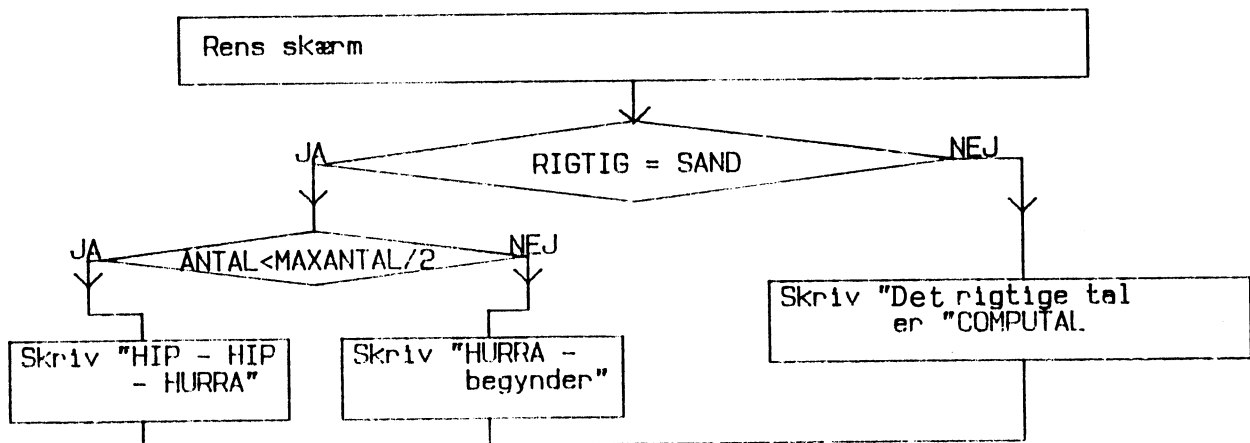 Rens skærm
JA
RIGTIG = SAND
NEJ
JA
ANTAL<MAXANTAL/2
NEJ
Skriv "Det rigtige tal
er "COMPUTAL
Skriv "HIP - HIP
- HURRA"
Skriv "HURRA -
begynder"